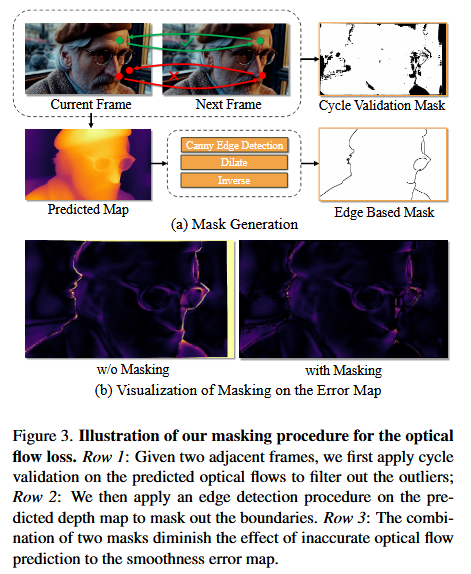 Current Frame
Next Frame
Cycle Validation Mask
Canny Edge Detection
Dilate
Inverse
Predicted Map
Edge Based Mask
(a) Mask Generation
w/o Masking
with Masking
(b) Visualization of Masking on the Error Map
Figure 3. Illustration of our masking procedure for the optical
flow loss. Row 1: Given two adjacent frames, we first apply cycle
validation on the predicted optical flows to filter out the outliers;
Row 2: We then apply an edge detection procedure on the pre-
dicted depth map to mask out the boundaries. Row 3: The combi-
nation of two masks diminish the effect of inaccurate optical flow
prediction to the smoothness error map.